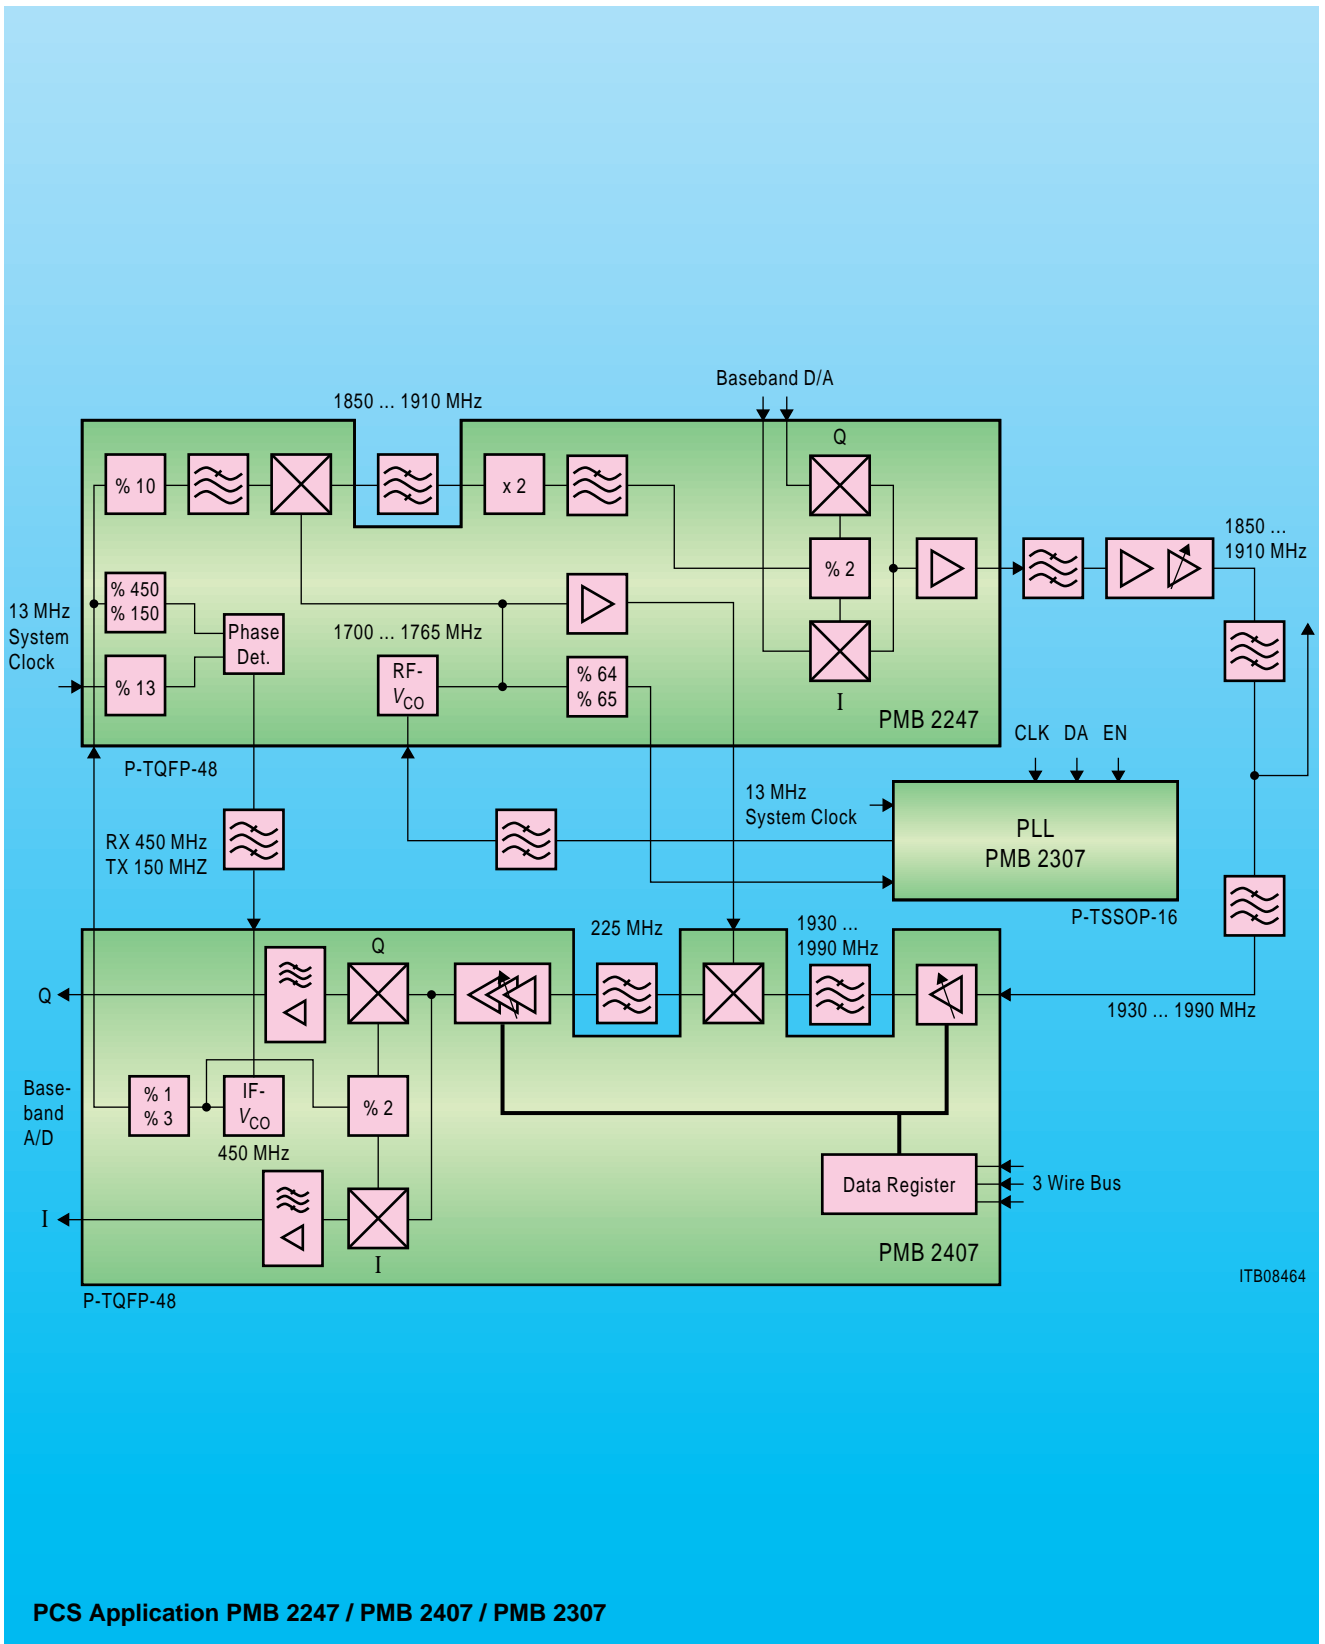 Baseband D/A
1850 ... 1910 MHz
Q
% 10
x 2
1850 ...
1910 MHz
% 2
% 450
% 150
13 MHz
System
Clock
Phase
Det.
1700 ... 1765 MHz
% 13
RF-
VCO
% 64
% 65
I
PMB 2247
CLK DA EN
P-TQFP-48
13 MHz
System Clock
PLL
PMB 2307
RX 450 MHz
TX 150 MHZ
P-TSSOP-16
225 MHz
1930 ...
1990 MHz
Q
Q
1930 ... 1990 MHz
Base-
band
A/D
% 1
% 3
IF-
VCO
% 2
450 MHz
Data Register
3 Wire Bus
I
I
PMB 2407
ITB08464
P-TQFP-48
PCS Application PMB 2247 / PMB 2407 / PMB 2307